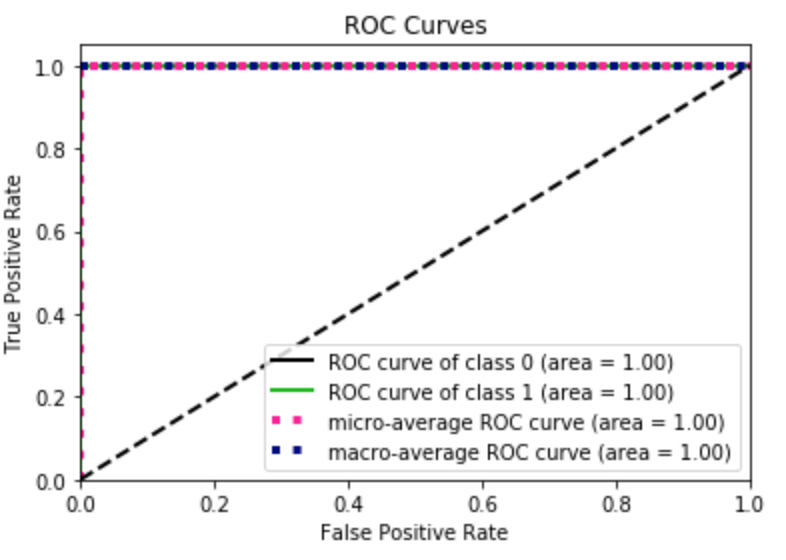 ROC Curves
True Positive Rate
1.0
0.8
0.6
0.4
0.2
0.0
ROC curve of class 0 (area = 1.00)
ROC curve of class 1 (area = 1.00)
micro-average ROC curve (area = 1.00)
macro-average ROC curve (area = 1.00)
0.0 0.2 0.4 0.6 0.8 1.0
False Positive Rate